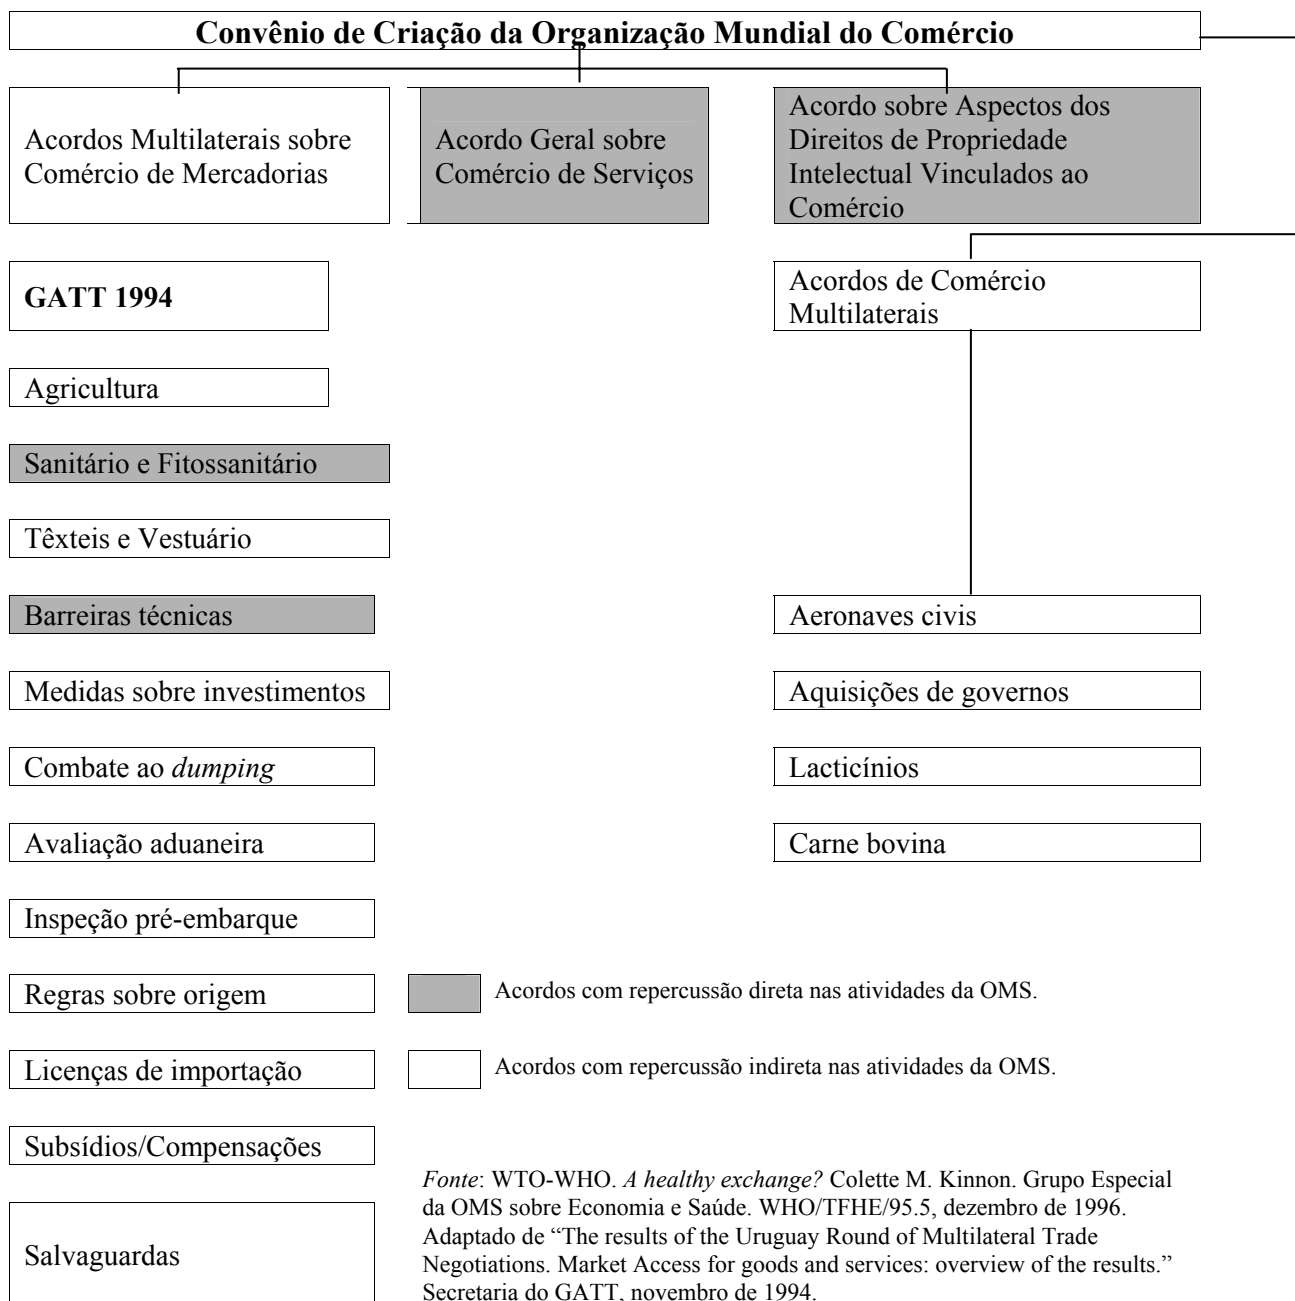 Convênio de Criação da Organização Mundial do Comércio
Acordos Multilaterais sobre
Comércio de Mercadorias
Acordo Geral sobre
Comércio de Serviços
Acordo sobre Aspectos dos
Direitos de Propriedade
Intelectual Vinculados ao
Comércio
GATT 1994
Acordos de Comércio
Multilaterais
Agricultura
Sanitário e Fitossanitário
Têxteis e Vestuário
Barreiras técnicas
Aeronaves civis
Medidas sobre investimentos
Aquisições de governos
Combate ao dumping
Lacticínios
Avaliação aduaneira
Carne bovina
Inspeção pré-embarque
Regras sobre origem
Acordos com repercussão direta nas atividades da OMS.
Licenças de importação
Acordos com repercussão indireta nas atividades da OMS.
Subsídios/Compensações
Salvaguardas
Fonte: WTO-WHO. A healthy exchange? Colette M. Kinnon. Grupo Especial
da OMS sobre Economia e Saúde. WHO/TFHE/95.5, dezembro de 1996.
Adaptado de “The results of the Uruguay Round of Multilateral Trade
Negotiations. Market Access for goods and services: overview of the results.”
Secretaria do GATT, novembro de 1994.